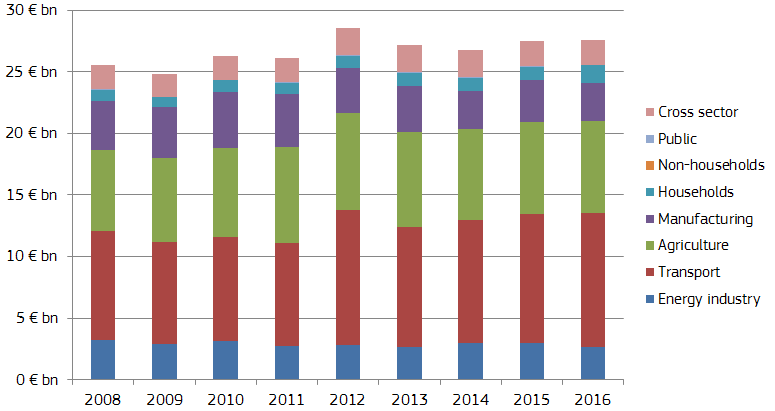 30 € bn
25 € bn
20 € bn
15 € bn
10 € bn
5 € bn
0 € bn
2008 2009 2010 2011 2012 2013 2014 2015 2016
Cross sector
Public
Non-households
Households
Manufacturing
Agriculture
Transport
Energy industry